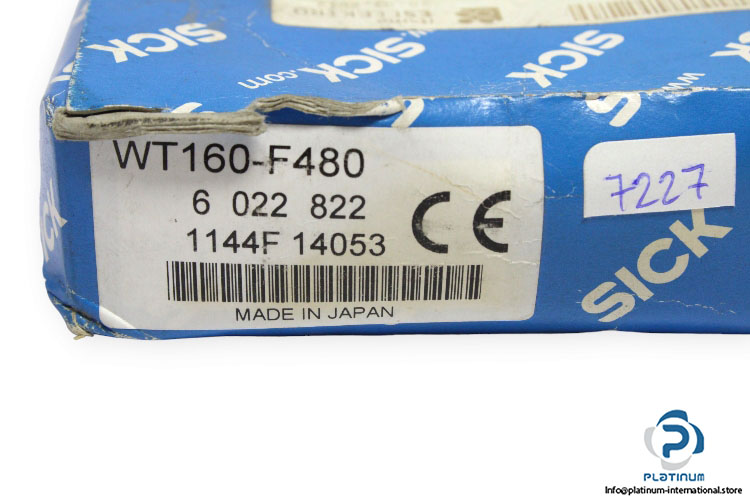 SICK
SICK
.com
www.
WT160-F480
6 022 822
1144F 14053
CE
MADE IN JAPAN
7227
SICK
SICK
PLATINUM
Info@platinum-international.store